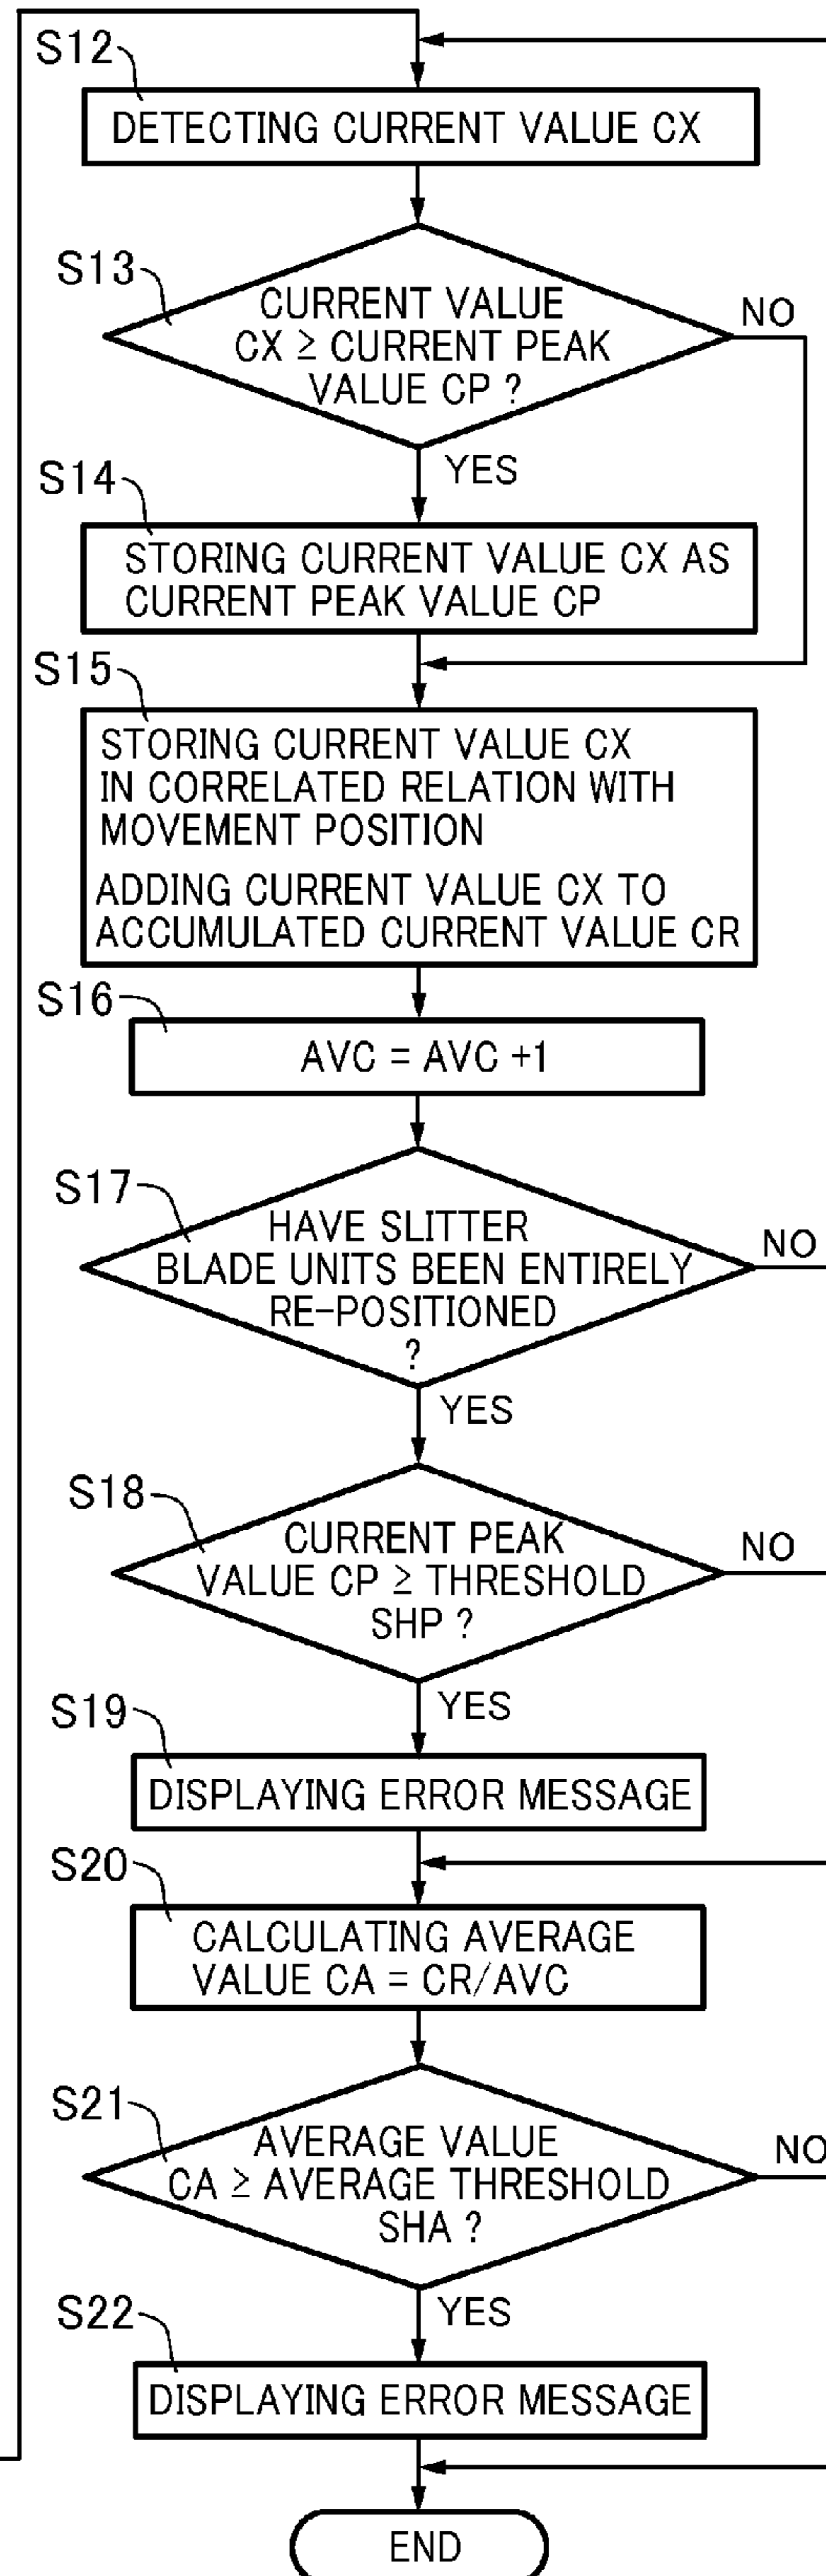 S12
DETECTING CURRENT VALUE CX
S13
CURRENT VALUE
CX ≥ CURRENT PEAK
VALUE CP ?
NO
YES
S14
STORING CURRENT VALUE CX AS
CURRENT PEAK VALUE CP
S15
STORING CURRENT VALUE CX
IN CORRELATED RELATION WITH
MOVEMENT POSITION
ADDING CURRENT VALUE CX TO
ACCUMULATED CURRENT VALUE CR
S16
AVC = AVC +1
S17
HAVE SLITTER
BLADE UNITS BEEN ENTIRELY
RE-POSITIONED
?
NO
YES
S18
CURRENT PEAK
VALUE CP ≥ THRESHOLD
SHP ?
NO
YES
S19
DISPLAYING ERROR MESSAGE
S20
CALCULATING AVERAGE
VALUE CA = CR/AVC
S21
AVERAGE VALUE
CA ≥ AVERAGE THRESHOLD
SHA ?
NO
YES
S22
DISPLAYING ERROR MESSAGE
END